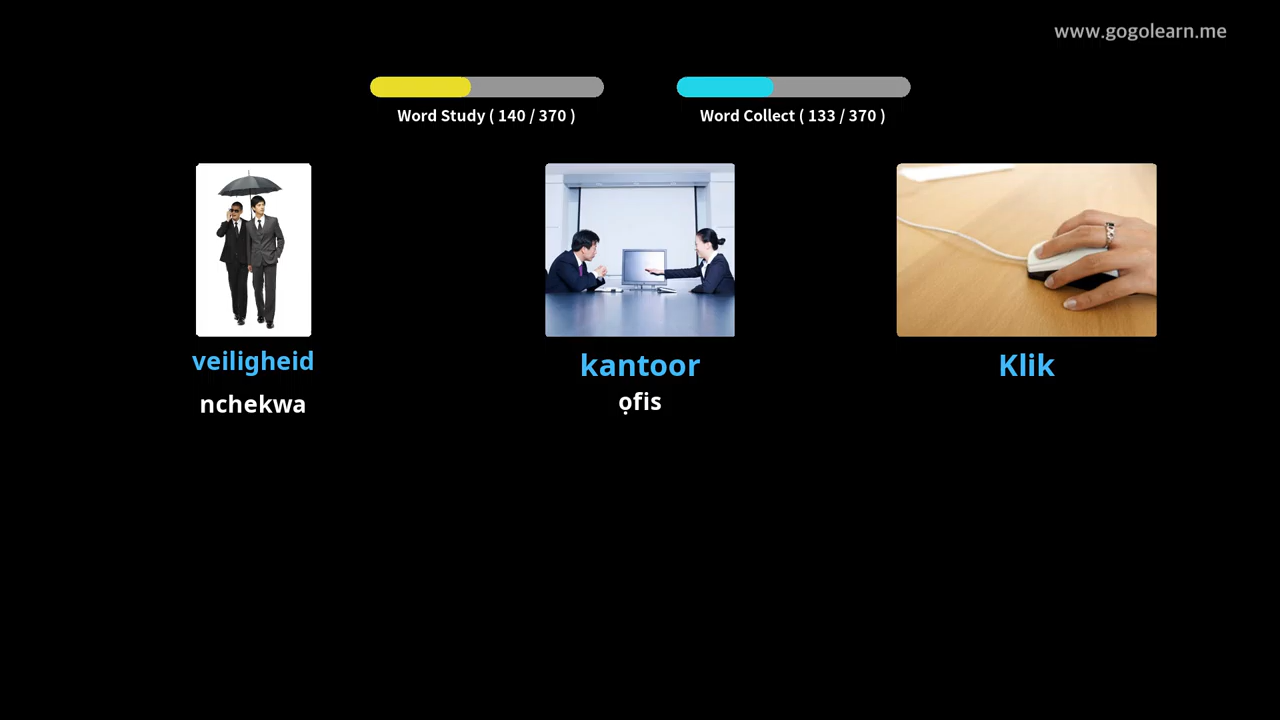 www.gogolearn.me
Word Study ( 140 / 370 )
Word Collect ( 133 / 370 )
veiligheid
nchekwa
kantoor
ọfis
Klik